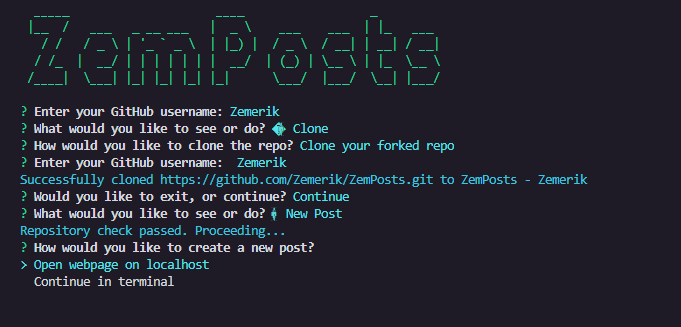 ZemPosts
? Enter your GitHub username: Zemerik
? What would you like to see or do? Clone
? How would you like to clone the repo? Clone your forked repo
? Enter your GitHub username:  Zemerik
Successfully cloned https://github.com/Zemerik/ZemPosts.git to ZemPosts - Zemerik
? Would you like to exit, or continue? Continue
? What would you like to see or do? New Post
Repository check passed. Proceeding...
? How would you like to create a new post?
> Open webpage on localhost
Continue in terminal